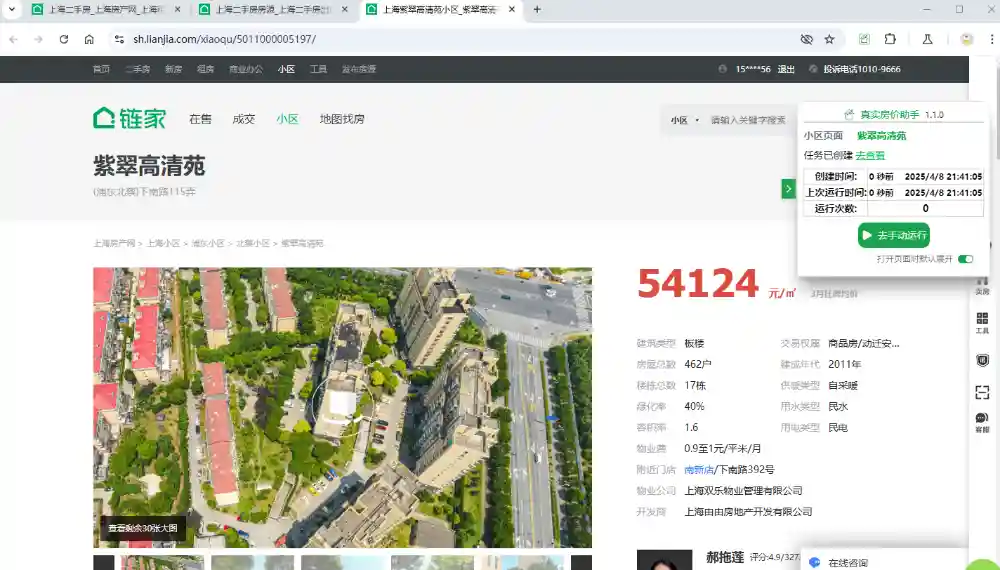 上海二手房_上海房产网_上海租
上海二手房房源_上海二手房出
上海紫翠高清苑小区_紫翠高清
sh.lianjia.com/xiaoqu/5011000005197/
首页 二手房 新房 租房 商业办公 小区 工具 发布房源 15****56 退出 投诉电话1010-9666
链家 在售 成交 小区 地图找房 小区 请输入关键字搜索
紫翠高清苑
(浦东北蔡)下南路115弄
真实房价助手 1.1.0
小区页面 紫翠高清苑
任务已创建 去查看
创建时间: 0 秒前 2025/4/8 21:41:05
上次运行时间: 0 秒前 2025/4/8 21:41:05
运行次数: 0
去手动运行
打开页面时默认展开
上海房产网 > 上海小区 > 浦东小区 > 北蔡小区 > 紫翠高清苑
54124 元/㎡ 3月挂牌均价
建筑类型 板楼 交易权属 商品房/动迁安...
房屋总数 462户 建成年代 2011年
楼栋总数 17栋 供暖类型 自采暖
绿化率 40% 用水类型 民水
容积率 1.6 用电类型 民电
物业费 0.9至1元/平米/月
附近门店 南新店/下南路392号
物业公司 上海双乐物业管理有限公司
开发商 上海由由房地产开发有限公司
查看剩余30张大图
郝拖莲 评分:4.9/327
在线咨询
卖房
工具
客服